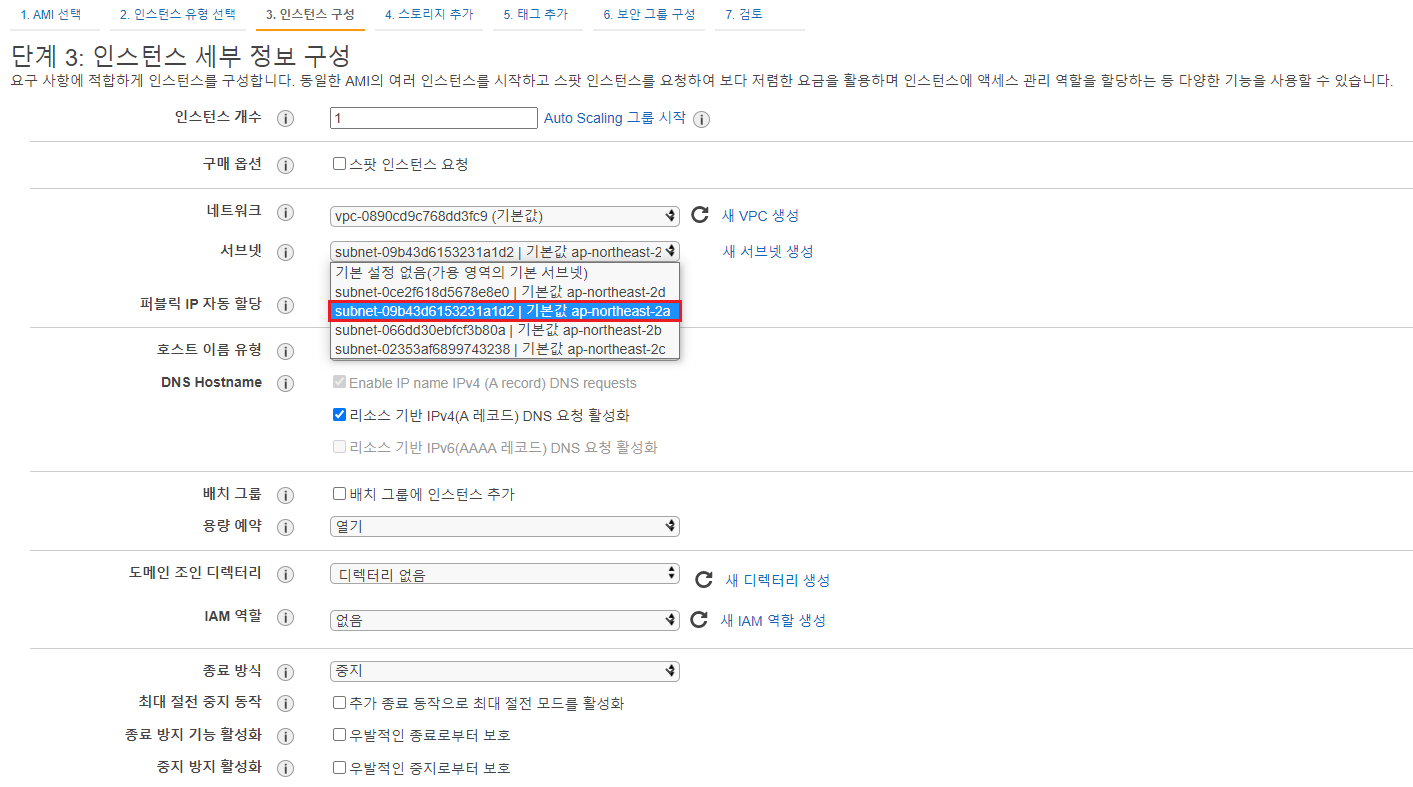 1. AMI 선택 2. 인스턴스 유형 선택 3. 인스턴스 구성 4. 스토리지 추가 5. 태그 추가 6. 보안 그룹 구성 7. 검토
단계 3: 인스턴스 세부 정보 구성
요구 사항에 적합하게 인스턴스를 구성합니다. 동일한 AMI의 여러 인스턴스를 시작하고 스팟 인스턴스를 요청하여 보다 저렴한 요금을 활용하며 인스턴스에 액세스 관리 역할을 할당하는 등 다양한 기능을 사용할 수 있습니다.
인스턴스 개수 i 1 Auto Scaling 그룹 시작 i
구매 옵션 i 스팟 인스턴스 요청
네트워크 i vpc-0890cd9c768dd3fc9 (기본값) 새 VPC 생성
서브넷 i subnet-09b43d6153231a1d2 | 기본값 ap-northeast-2 새 서브넷 생성
기본 설정 없음(가용 영역의 기본 서브넷)
subnet-0ce2f618d5678e8e0 | 기본값 ap-northeast-2d
퍼블릭 IP 자동 할당 i
subnet-09b43d6153231a1d2 | 기본값 ap-northeast-2a
subnet-066dd30ebfcf3b80a | 기본값 ap-northeast-2b
subnet-02353af6899743238 | 기본값 ap-northeast-2c
호스트 이름 유형 i
DNS Hostname i Enable IP name IPv4 (A record) DNS requests
리소스 기반 IPv4(A 레코드) DNS 요청 활성화
리소스 기반 IPv6(AAAA 레코드) DNS 요청 활성화
배치 그룹 i 배치 그룹에 인스턴스 추가
용량 예약 i 열기
도메인 조인 디렉터리 i 디렉터리 없음 새 디렉터리 생성
IAM 역할 i 없음 새 IAM 역할 생성
종료 방식 i 중지
최대 절전 중지 동작 i 추가 종료 동작으로 최대 절전 모드를 활성화
종료 방지 기능 활성화 i 우발적인 종료로부터 보호
중지 방지 활성화 i 우발적인 중지로부터 보호